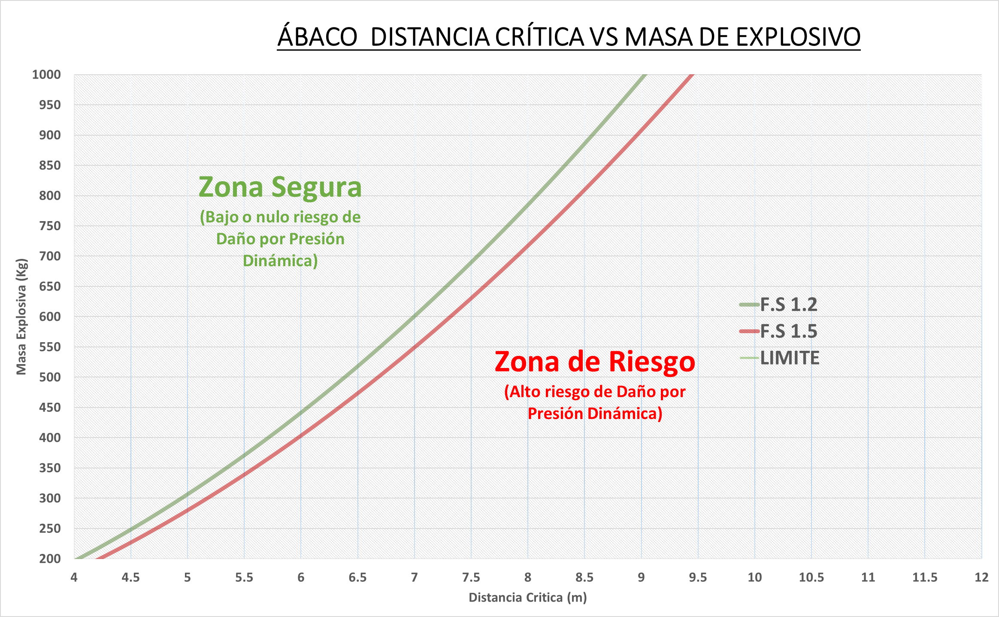 ÁBACO  DISTANCIA CRÍTICA VS MASA DE EXPLOSIVO
1000
950
900
850
800
750
700
650
600
550
500
450
400
350
300
250
200
Masa Explosiva (Kg)
Zona Segura
(Bajo o nulo riesgo de
Daño por Presión
Dinámica)
F.S 1.2
F.S 1.5
LIMITE
Zona de Riesgo
(Alto riesgo de Daño por
Presión Dinámica)
4 4.5 5 5.5 6 6.5 7 7.5 8 8.5 9 9.5 10 10.5 11 11.5 12
Distancia Critica (m)